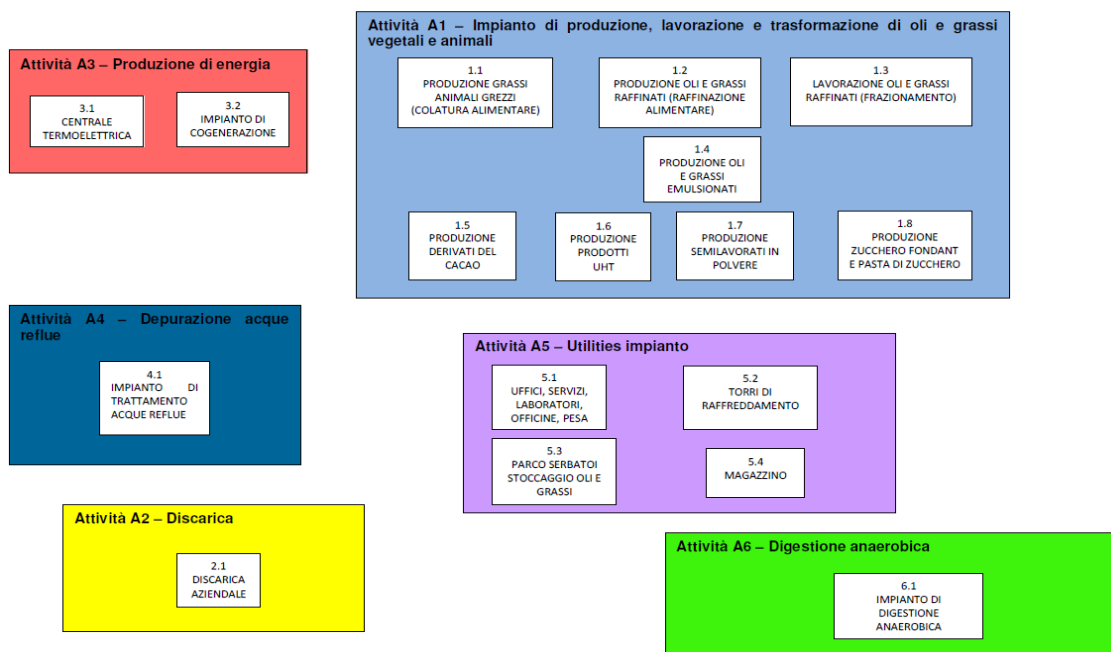 Attività A1 – Impianto di produzione, lavorazione e trasformazione di oli e grassi
vegetali e animali
1.1
PRODUZIONE GRASSI
ANIMALI GREZZI
(COLATURA ALIMENTARE)
1.2
PRODUZIONE OLI E GRASSI
RAFFINATI (RAFFINAZIONE
ALIMENTARE)
1.3
LAVORAZIONE OLI E GRASSI
RAFFINATI (FRAZIONAMENTO)
1.4
PRODUZIONE OLI
E GRASSI
EMULSIONATI
1.5
PRODUZIONE
DERIVATI DEL
CACAO
1.6
PRODUZIONE
PRODOTTI
UHT
1.7
PRODUZIONE
SEMILAVORATI IN
POLVERE
1.8
PRODUZIONE
ZUCCHERO FONDANT
E PASTA DI ZUCCHERO
Attività A3 – Produzione di energia
3.1
CENTRALE
TERMOELETTRICA
3.2
IMPIANTO DI
COGENERAZIONE
Attività A4 – Depurazione acque
reflue
4.1
IMPIANTO DI
TRATTAMENTO
ACQUE REFLUE
Attività A5 – Utilities impianto
5.1
UFFICI, SERVIZI,
LABORATORI,
OFFICINE, PESA
5.2
TORRI DI
RAFFREDDAMENTO
5.3
PARCO SERBATOI
STOCCAGGIO OLI E
GRASSI
5.4
MAGAZZINO
Attività A2 – Discarica
2.1
DISCARICA
AZIENDALE
Attività A6 – Digestione anaerobica
6.1
IMPIANTO DI
DIGESTIONE
ANAEROBICA